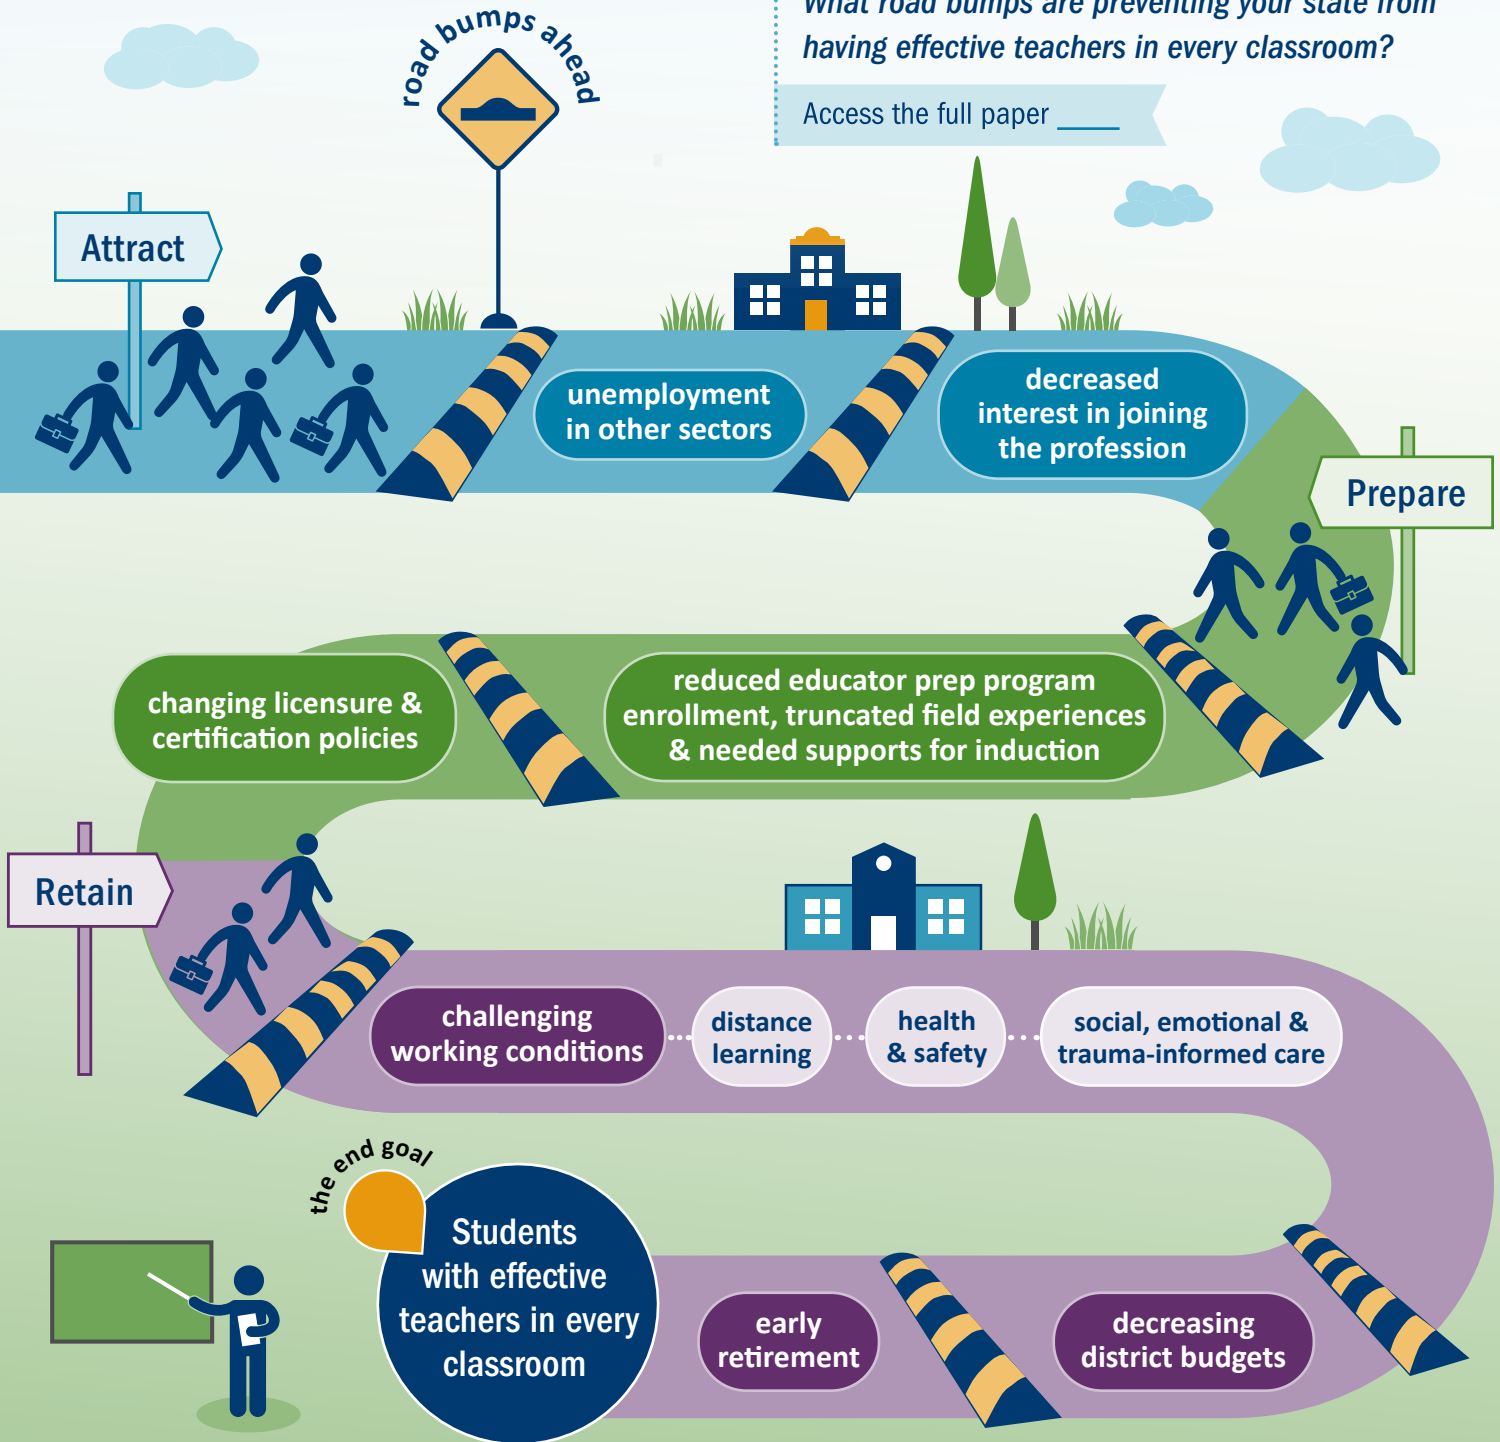 What road bumps are preventing your state from
having effective teachers in every classroom?
Access the full paper _____
road bumps ahead
Attract
unemployment
in other sectors
decreased
interest in joining
the profession
Prepare
reduced educator prep program
enrollment, truncated field experiences
& needed supports for induction
changing licensure &
certification policies
Retain
challenging
working conditions
distance
learning
health
& safety
social, emotional &
trauma-informed care
decreasing
district budgets
early
retirement
the end goal
Students
with effective
teachers in every
classroom